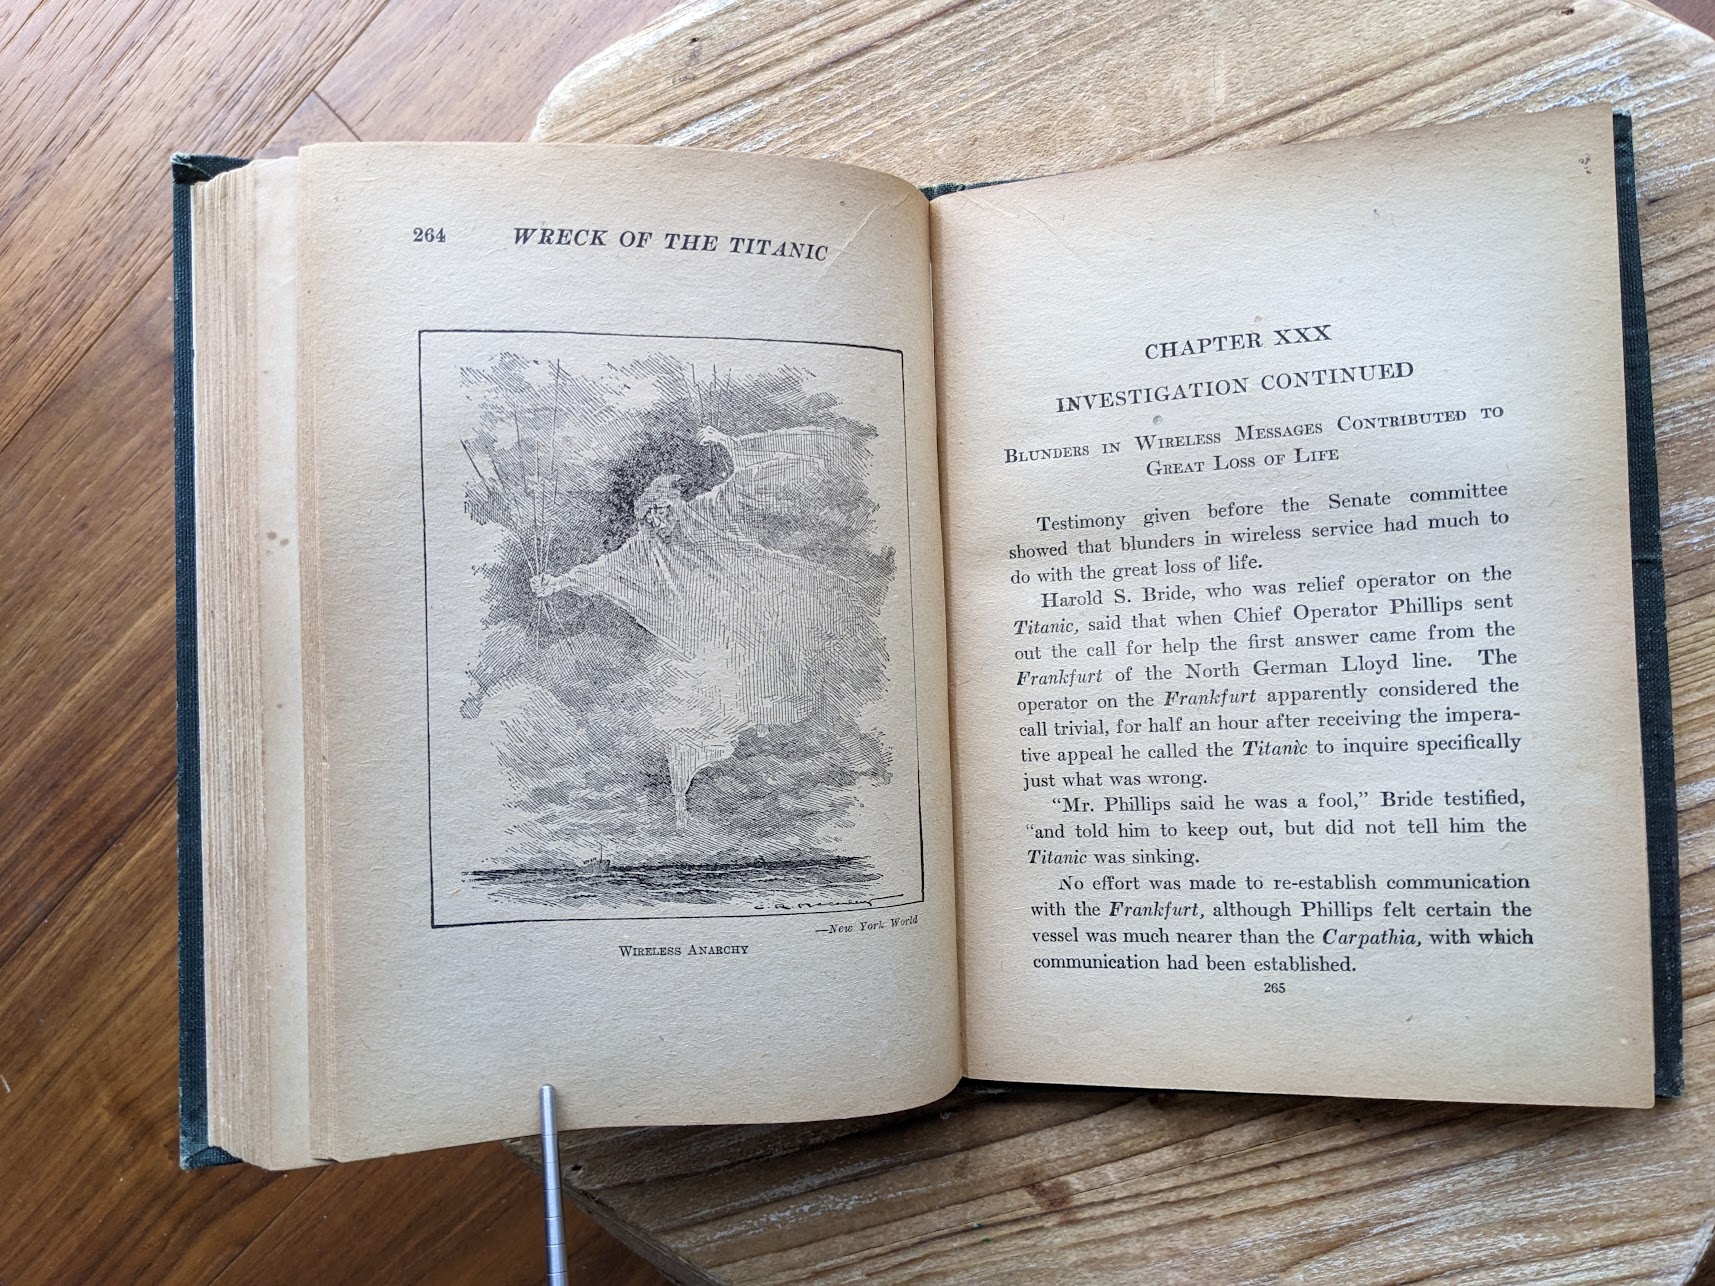 264 WRECK OF THE TITANIC
—New York World
WIRELESS ANARCHY
CHAPTER XXX
INVESTIGATION CONTINUED
BLUNDERS IN WIRELESS MESSAGES CONTRIBUTED TO
GREAT LOSS OF LIFE
Testimony given before the Senate committee
showed that blunders in wireless service had much to
do with the great loss of life.
Harold S. Bride, who was relief operator on the
Titanic, said that when Chief Operator Phillips sent
out the call for help the first answer came from the
Frankfurt of the North German Lloyd line. The
operator on the Frankfurt apparently considered the
call trivial, for half an hour after receiving the impera-
tive appeal he called the Titanic to inquire specifically
just what was wrong.
“Mr. Phillips said he was a fool,” Bride testified,
“and told him to keep out, but did not tell him the
Titanic was sinking.
No effort was made to re-establish communication
with the Frankfurt, although Phillips felt certain the
vessel was much nearer than the Carpathia, with which
communication had been established.
265